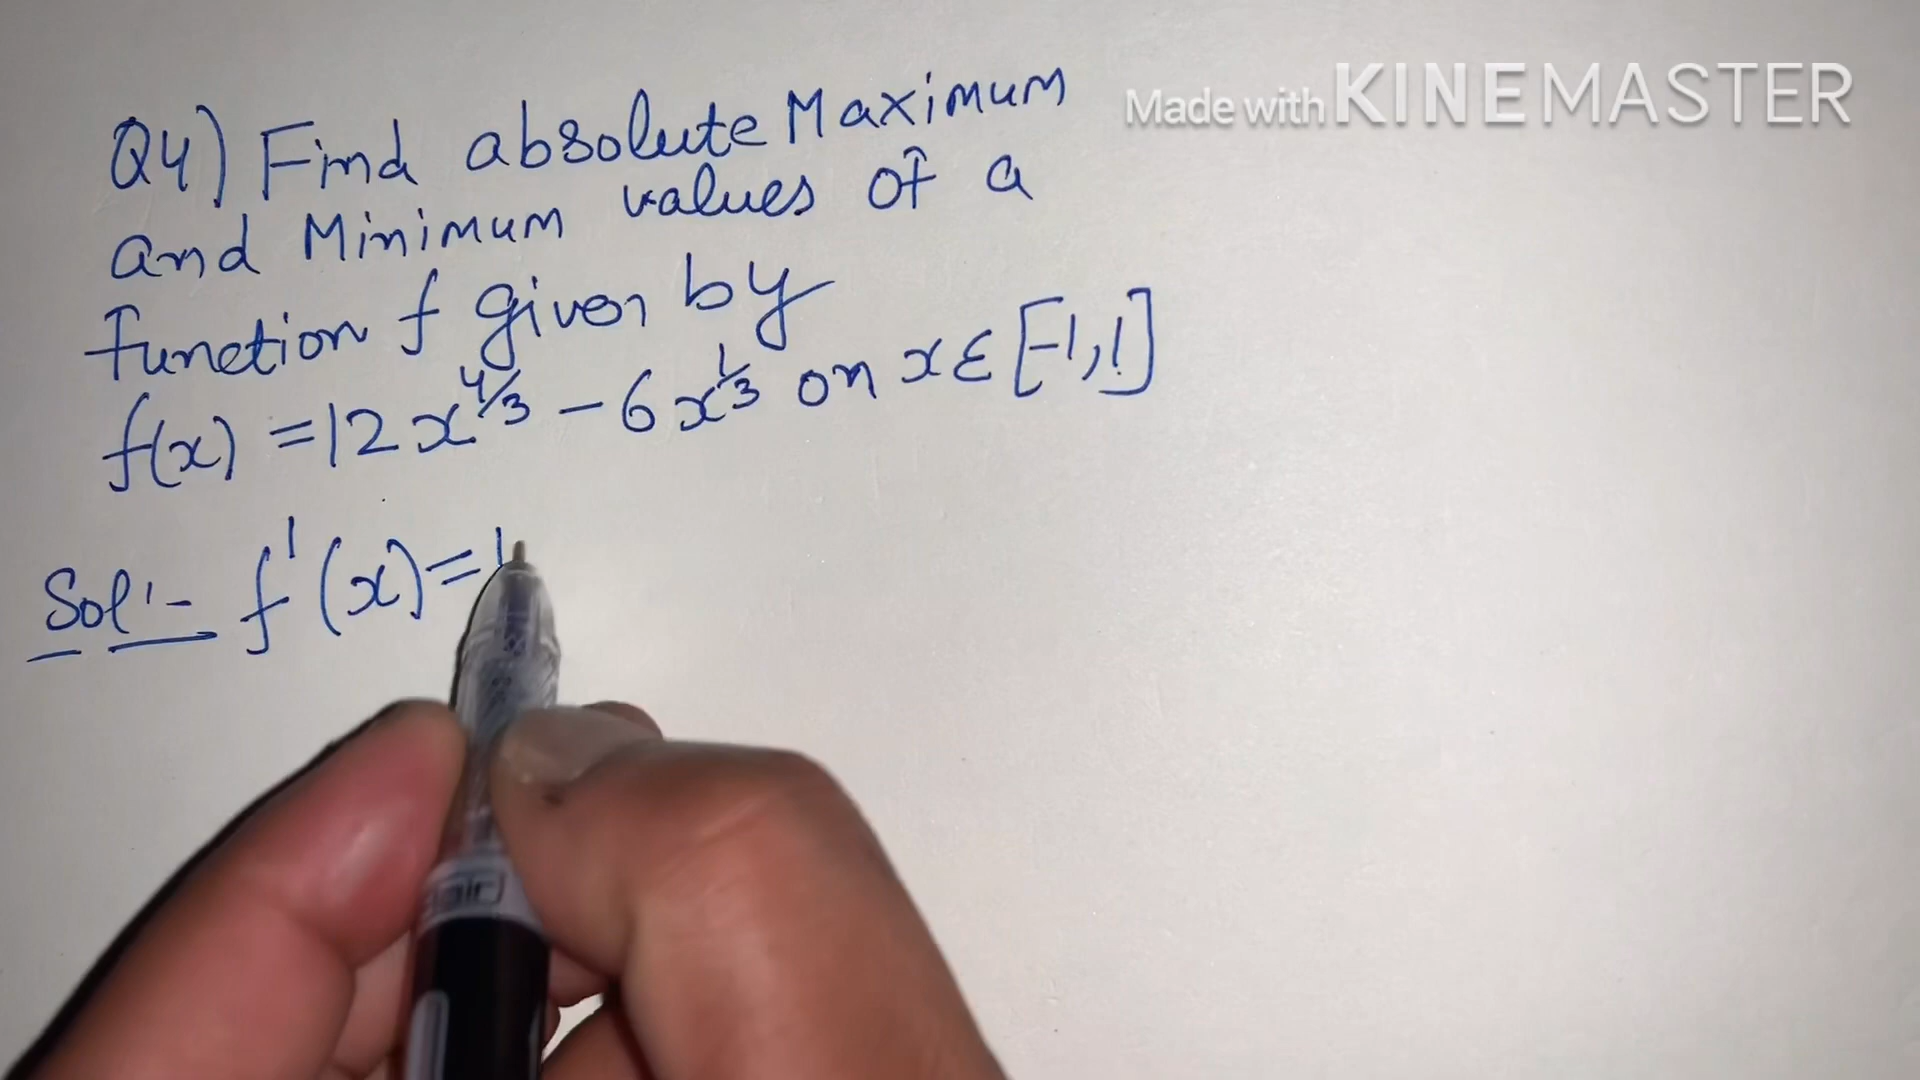 Made with KINEMASTER
Q4) Find absolute Maximum
and Minimum values of a
function f given by
f(x) = 12x^4/3 - 6x^1/3 on x ε [-1, 1]
Sol:- f'(x) = 1